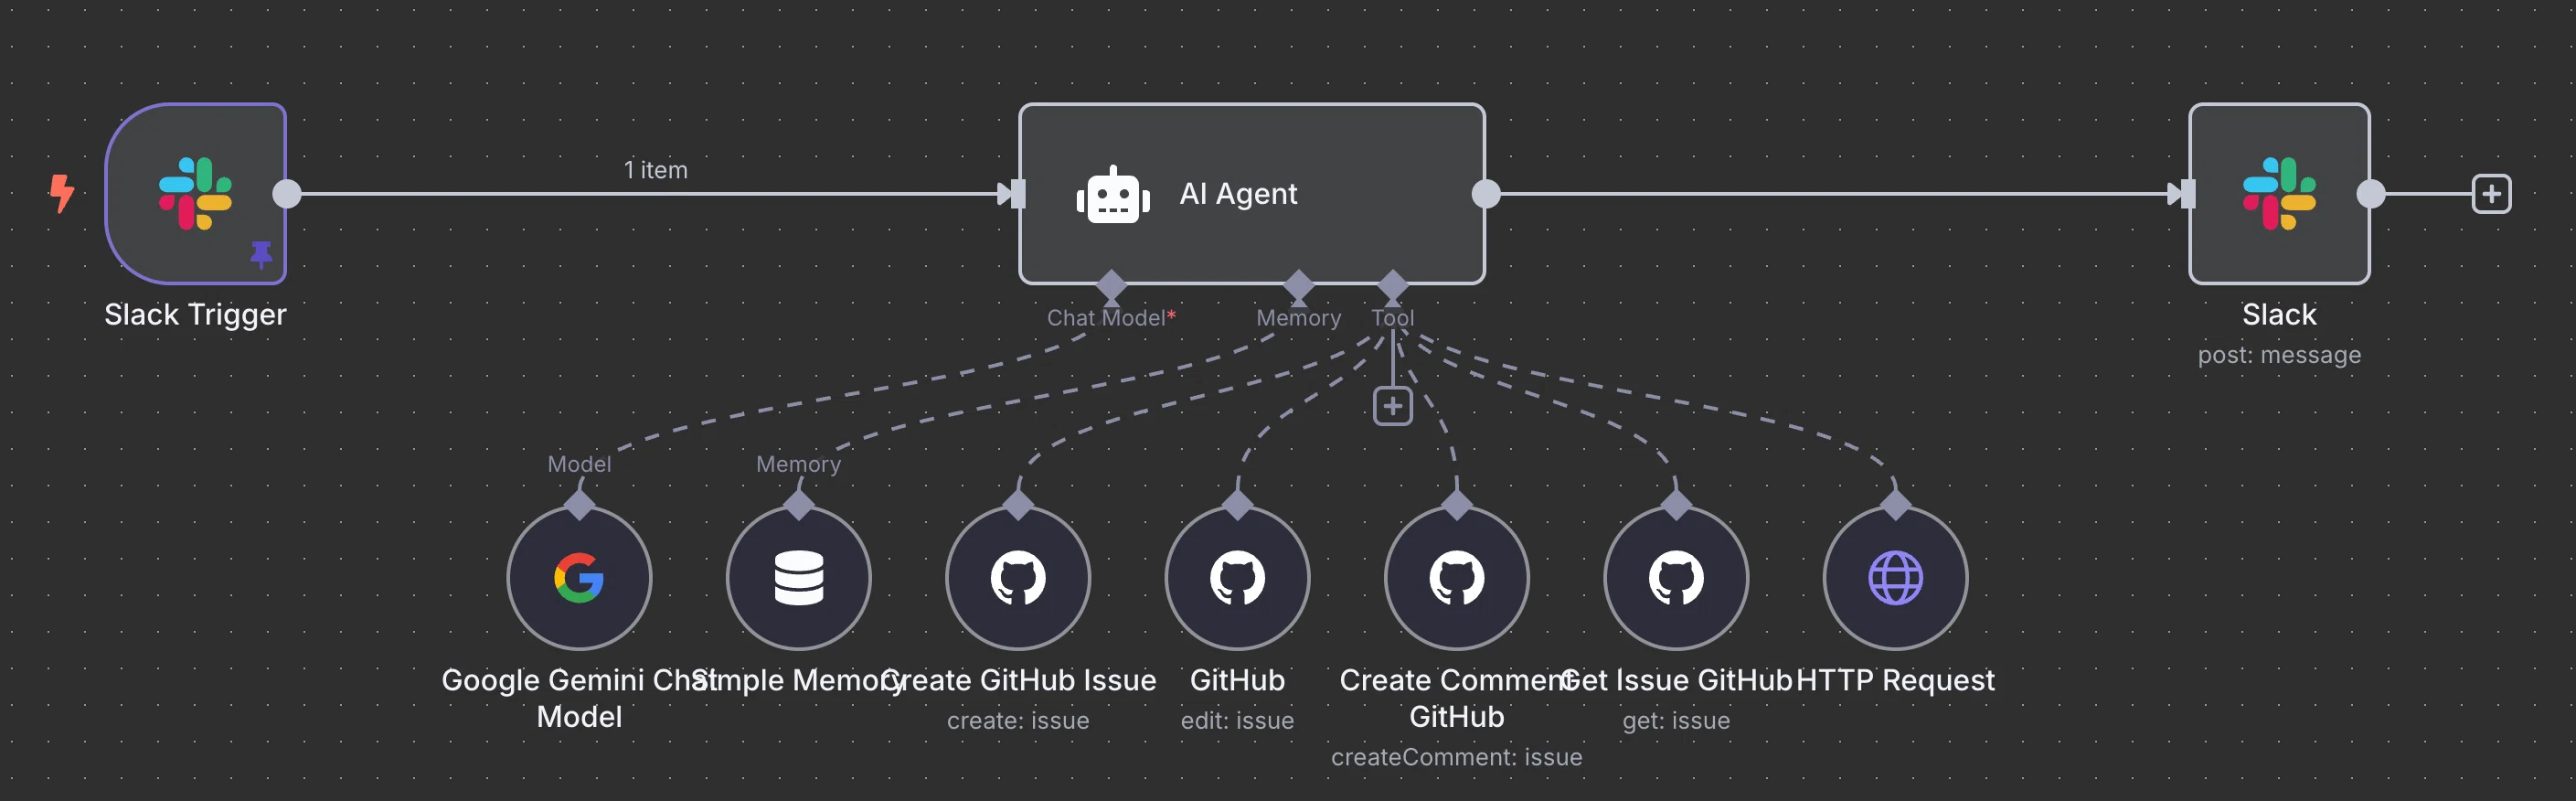 1 item
AI Agent
Slack Trigger
Chat Model*
Memory
Tool
Slack
post: message
Model
Memory
Google Gemini Chat
Model
Simple Memory
Create GitHub Issue
create: issue
GitHub
edit: issue
Create Comment
GitHub
createComment: issue
Get Issue GitHub
get: issue
HTTP Request